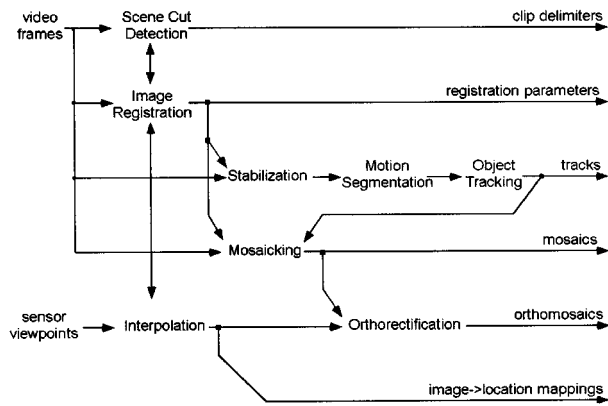 video
frames
Scene Cut
Detection
clip delimiters
Image
Registration
registration parameters
Stabilization
Motion
Segmentation
Object
Tracking
tracks
Mosaicking
mosaics
sensor
viewpoints
Interpolation
Orthorectification
orthomosaics
image->location mappings